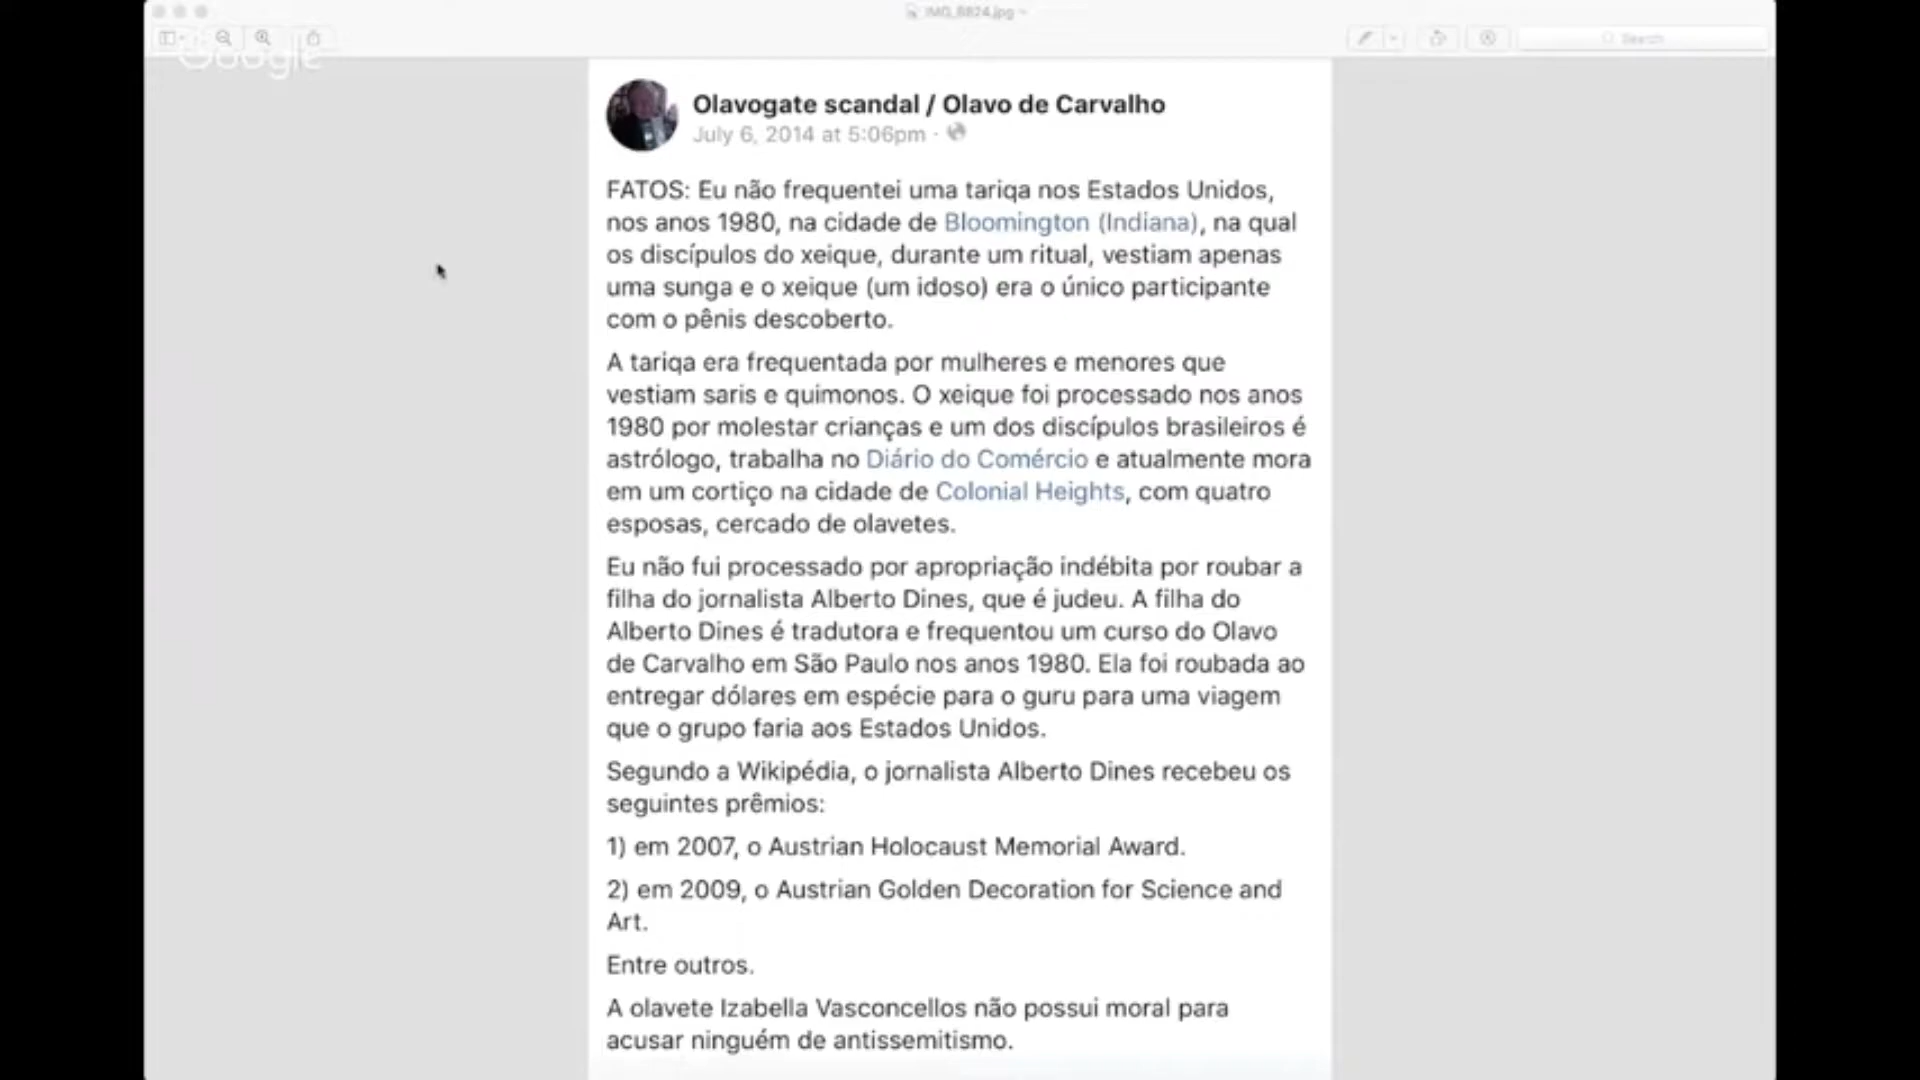 IMG_8824.jpg
Search
Google
Olavogate scandal / Olavo de Carvalho
July 6, 2014 at 5:06pm ·
FATOS: Eu não frequentei uma tariqa nos Estados Unidos,
nos anos 1980, na cidade de Bloomington (Indiana), na qual
os discípulos do xeique, durante um ritual, vestiam apenas
uma sunga e o xeique (um idoso) era o único participante
com o pênis descoberto.
A tariqa era frequentada por mulheres e menores que
vestiam saris e quimonos. O xeique foi processado nos anos
1980 por molestar crianças e um dos discípulos brasileiros é
astrólogo, trabalha no Diário do Comércio e atualmente mora
em um cortiço na cidade de Colonial Heights, com quatro
esposas, cercado de olavetes.
Eu não fui processado por apropriação indébita por roubar a
filha do jornalista Alberto Dines, que é judeu. A filha do
Alberto Dines é tradutora e frequentou um curso do Olavo
de Carvalho em São Paulo nos anos 1980. Ela foi roubada ao
entregar dólares em espécie para o guru para uma viagem
que o grupo faria aos Estados Unidos.
Segundo a Wikipédia, o jornalista Alberto Dines recebeu os
seguintes prêmios:
1) em 2007, o Austrian Holocaust Memorial Award.
2) em 2009, o Austrian Golden Decoration for Science and
Art.
Entre outros.
A olavete Izabella Vasconcellos não possui moral para
acusar ninguém de antissemitismo.